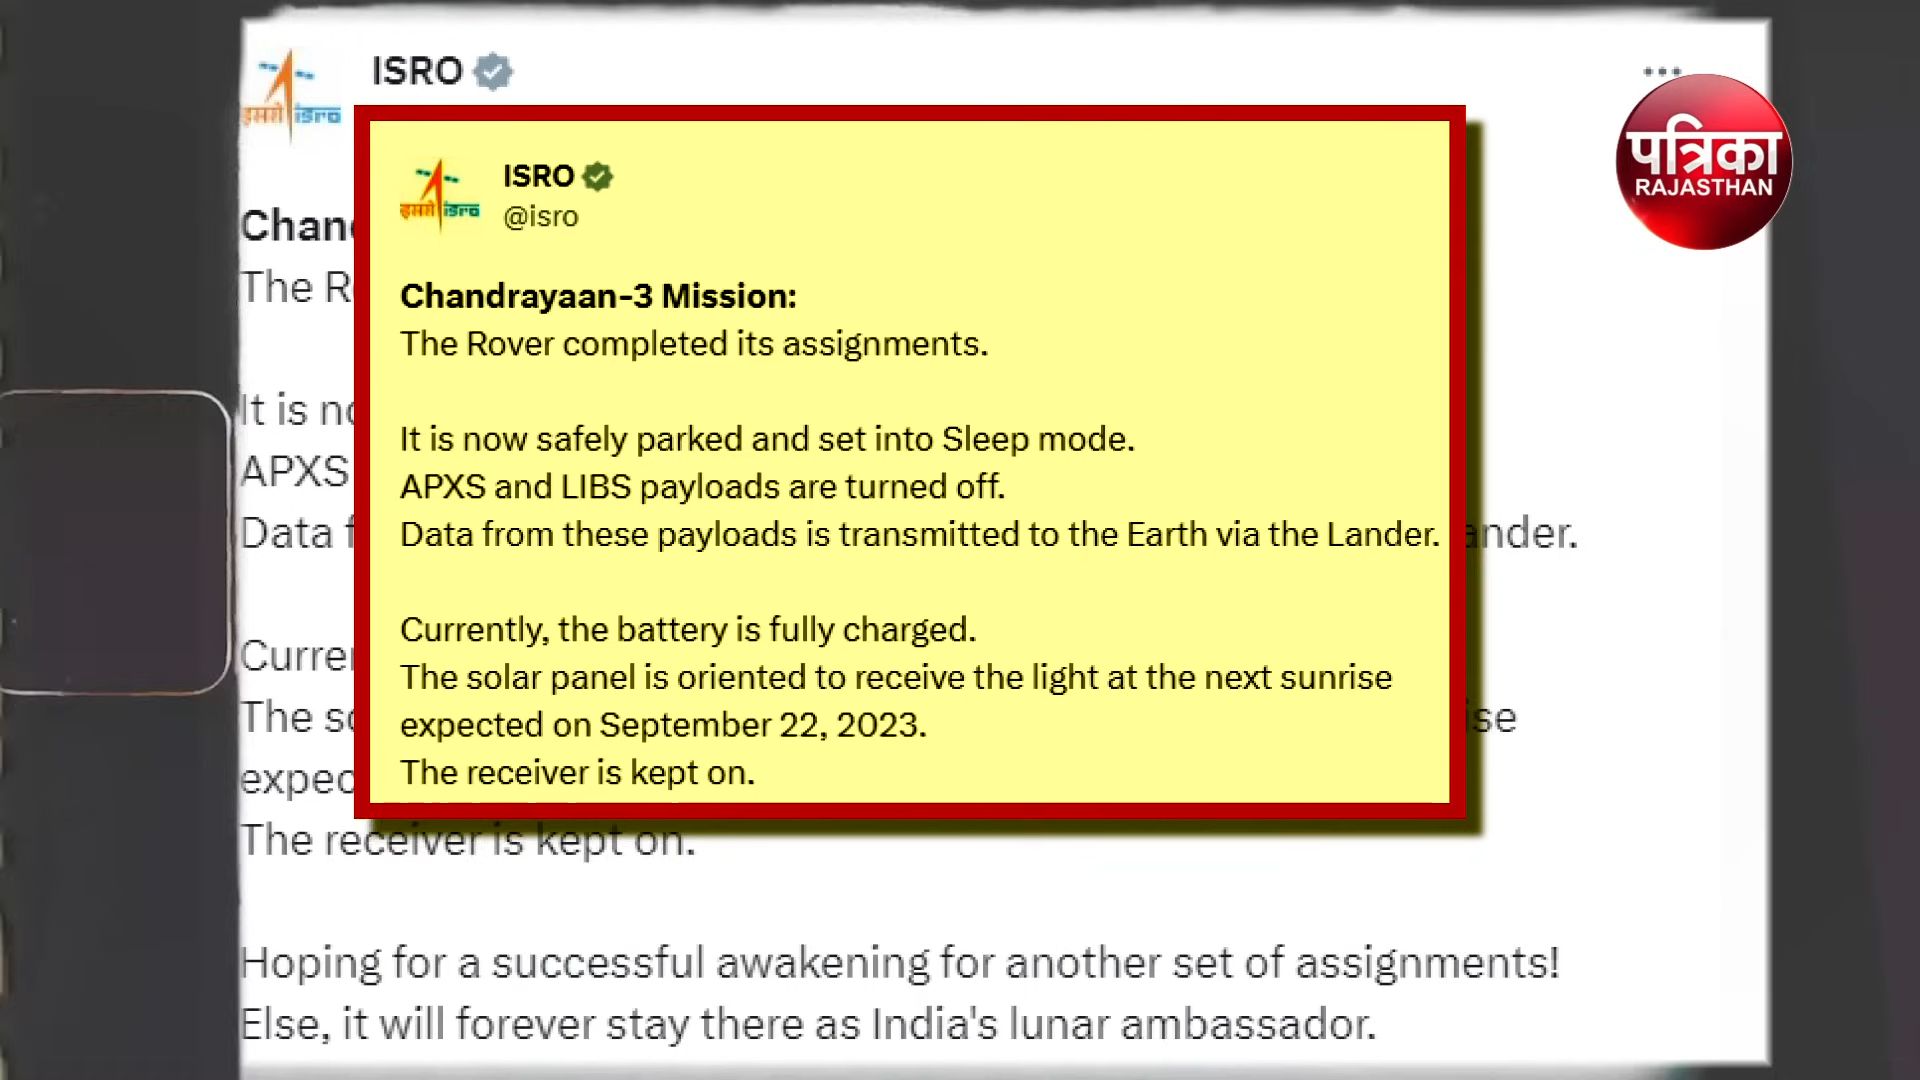 इसरो isro
ISRO
...
पत्रिका
RAJASTHAN
इसरो isro
ISRO
@isro
Chandrayaan-3 Mission:
The Rover completed its assignments.
It is now safely parked and set into Sleep mode.
APXS and LIBS payloads are turned off.
Data from these payloads is transmitted to the Earth via the Lander.
Currently, the battery is fully charged.
The solar panel is oriented to receive the light at the next sunrise
expected on September 22, 2023.
The receiver is kept on.
The
It is
APXS
Data
The
The receiver is kept on.
Hoping for a successful awakening for another set of assignments!
Else, it will forever stay there as India's lunar ambassador.